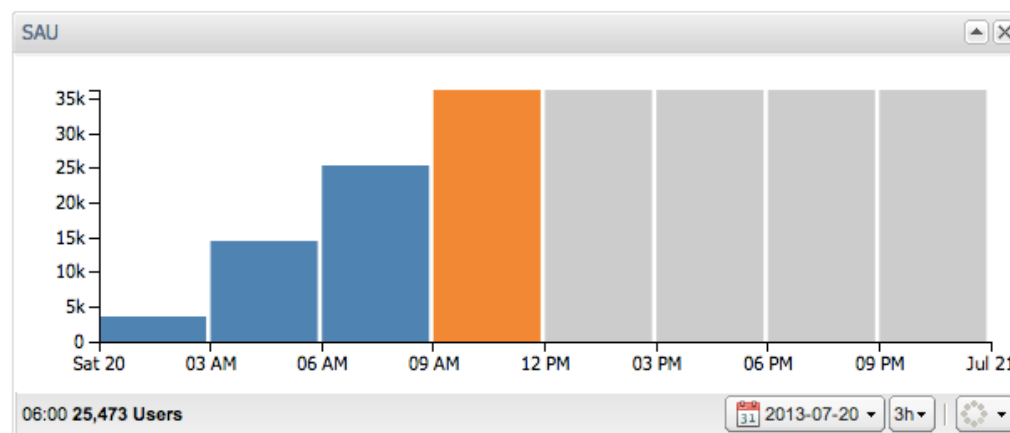 SAU
35k
30k
25k
20k
15k
10k
5k
0
Sat 20 03 AM 06 AM 09 AM 12 PM 03 PM 06 PM 09 PM Jul 21
06:00 25,473 Users 31 2013-07-20 3h